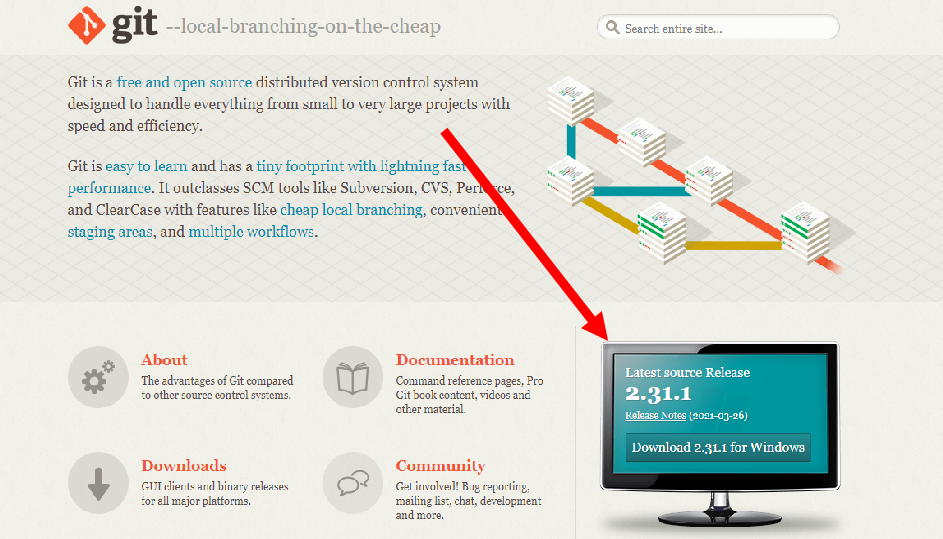 git --local-branching-on-the-cheap
Search entire site...
Git is a free and open source distributed version control system
designed to handle everything from small to very large projects with
speed and efficiency.
Git is easy to learn and has a tiny footprint with lightning fast
performance. It outclasses SCM tools like Subversion, CVS, Perforce,
and ClearCase with features like cheap local branching, convenient
staging areas, and multiple workflows.
About
The advantages of Git compared
to other source control systems.
Documentation
Command reference pages, Pro
Git book content, videos and
other material.
Downloads
GUI clients and binary releases
for all major platforms.
Community
Get involved! Bug reporting,
mailing list, chat, development
and more.
Latest source Release
2.31.1
Release Notes (2021-03-26)
Download 2.31.1 for Windows